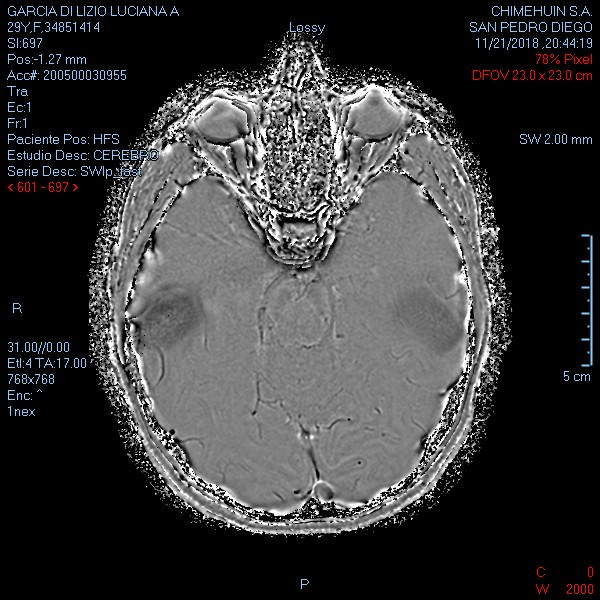 GARCIA DI LIZIO LUCIANA A
29Y,F,34851414
Sl:697
Pos:-1.27 mm
Acc#: 200500030955
Tra
Ec:1
Fr:1
Paciente Pos: HFS
Estudio Desc: CEREBRO
Serie Desc: SWIp_fast
< 601 - 697 >
Lossy
CHIMEHUIN S.A.
SAN PEDRO DIEGO
11/21/2018 ,20:44:19
78% Pixel
DFOV 23.0 x 23.0 cm
SW 2.00 mm
R
31.00//0.00
Etl:4 TA:17.00
768x768
Enc: ^
1nex
5 cm
P
C 0
W 2000